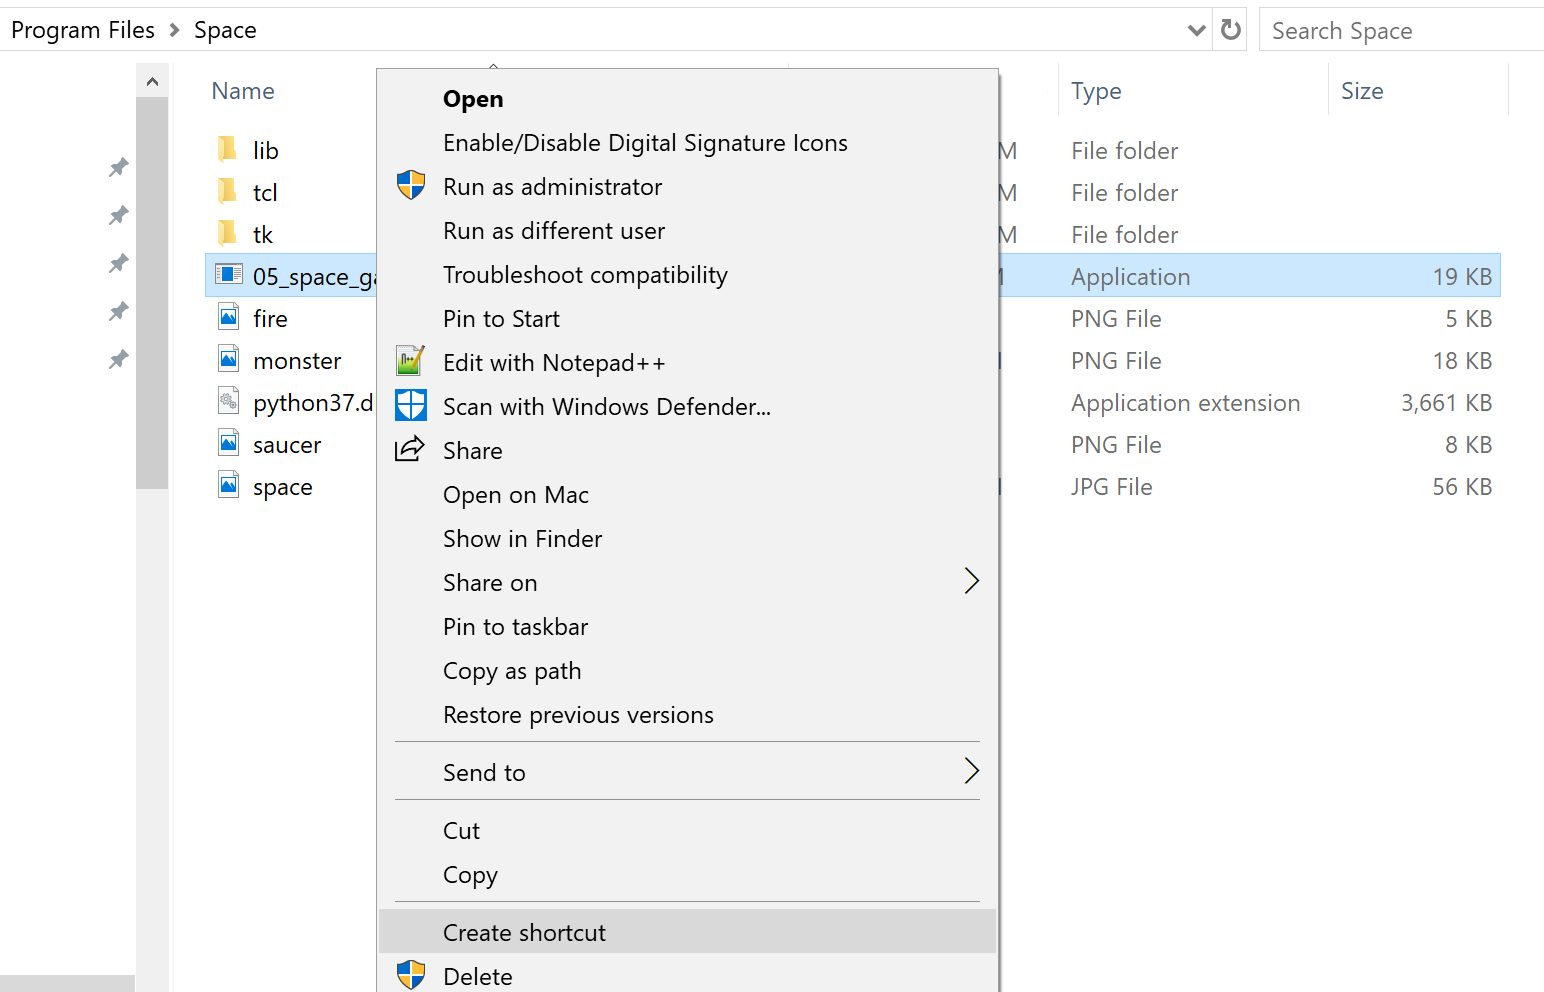 Program Files > Space
Search Space
Name Type Size
lib M File folder
tcl M File folder
tk M File folder
05_space_ga Application 19 KB
fire PNG File 5 KB
monster PNG File 18 KB
python37.d Application extension 3,661 KB
saucer PNG File 8 KB
space JPG File 56 KB
Open
Enable/Disable Digital Signature Icons
Run as administrator
Run as different user
Troubleshoot compatibility
Pin to Start
Edit with Notepad++
Scan with Windows Defender...
Share
Open on Mac
Show in Finder
Share on
Pin to taskbar
Copy as path
Restore previous versions
Send to
Cut
Copy
Create shortcut
Delete